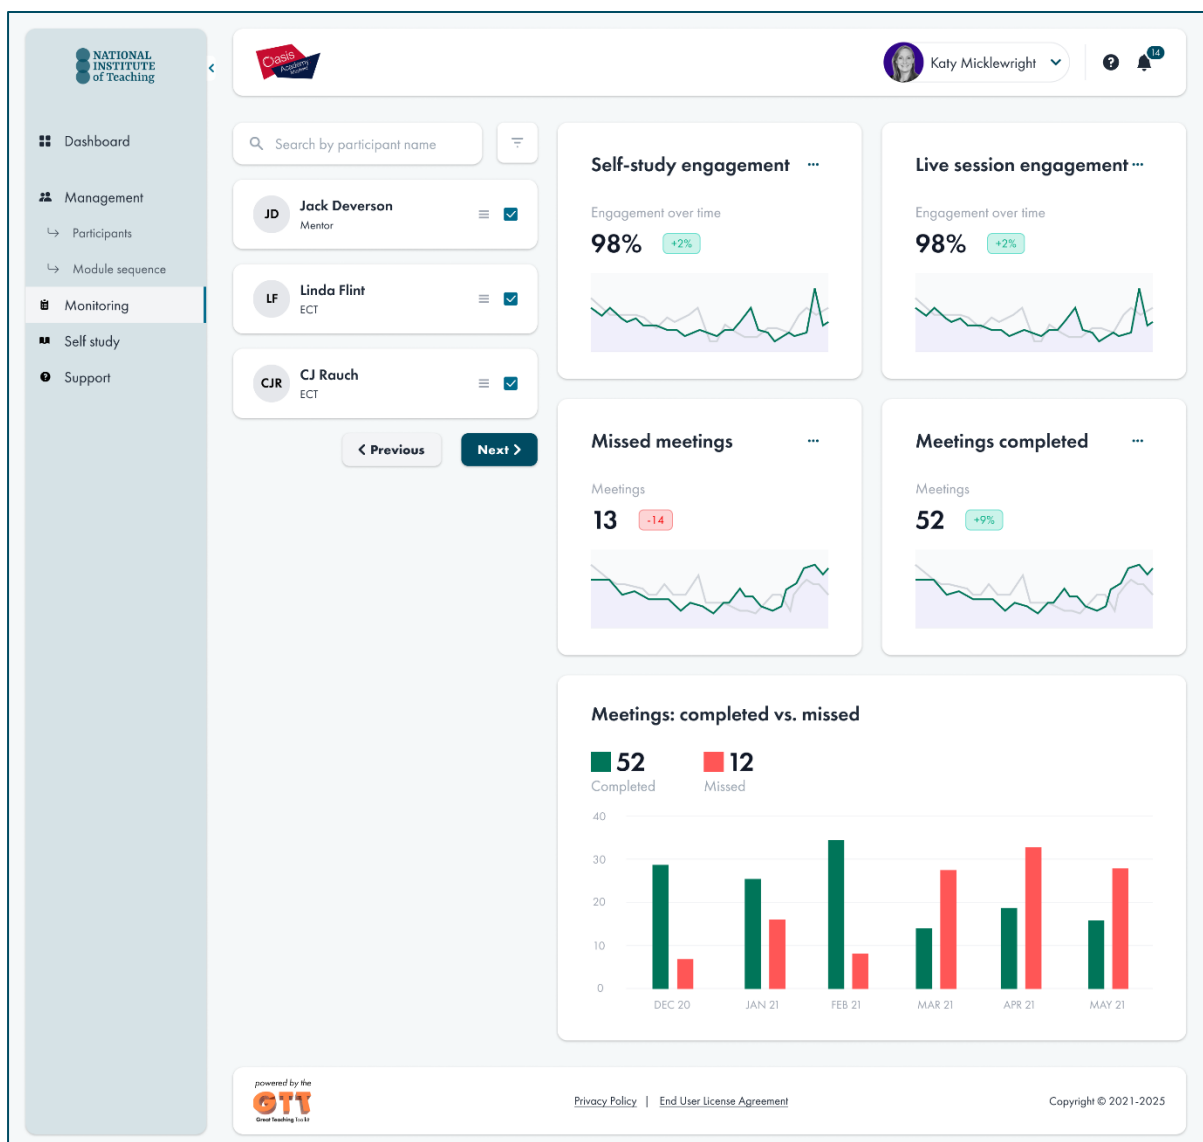 NATIONAL
INSTITUTE
of Teaching
Dashboard
Management
Participants
Module sequence
Monitoring
Self study
Support
Oasis
Academy
Katy Micklewright
14
Search by participant name
JD
Jack Deverson
Mentor
LF
Linda Flint
ECT
CJR
CJ Rauch
ECT
Previous
Next
Self-study engagement
Engagement over time
98%
+2%
Live session engagement
Engagement over time
98%
+2%
Missed meetings
Meetings
13
-14
Meetings completed
Meetings
52
+9%
Meetings: completed vs. missed
52
Completed
12
Missed
40
30
20
10
0
DEC 20
JAN 21
FEB 21
MAR 21
APR 21
MAY 21
powered by the
GTT
Great Teaching Toolkit
Privacy Policy | End User License Agreement
Copyright © 2021-2025